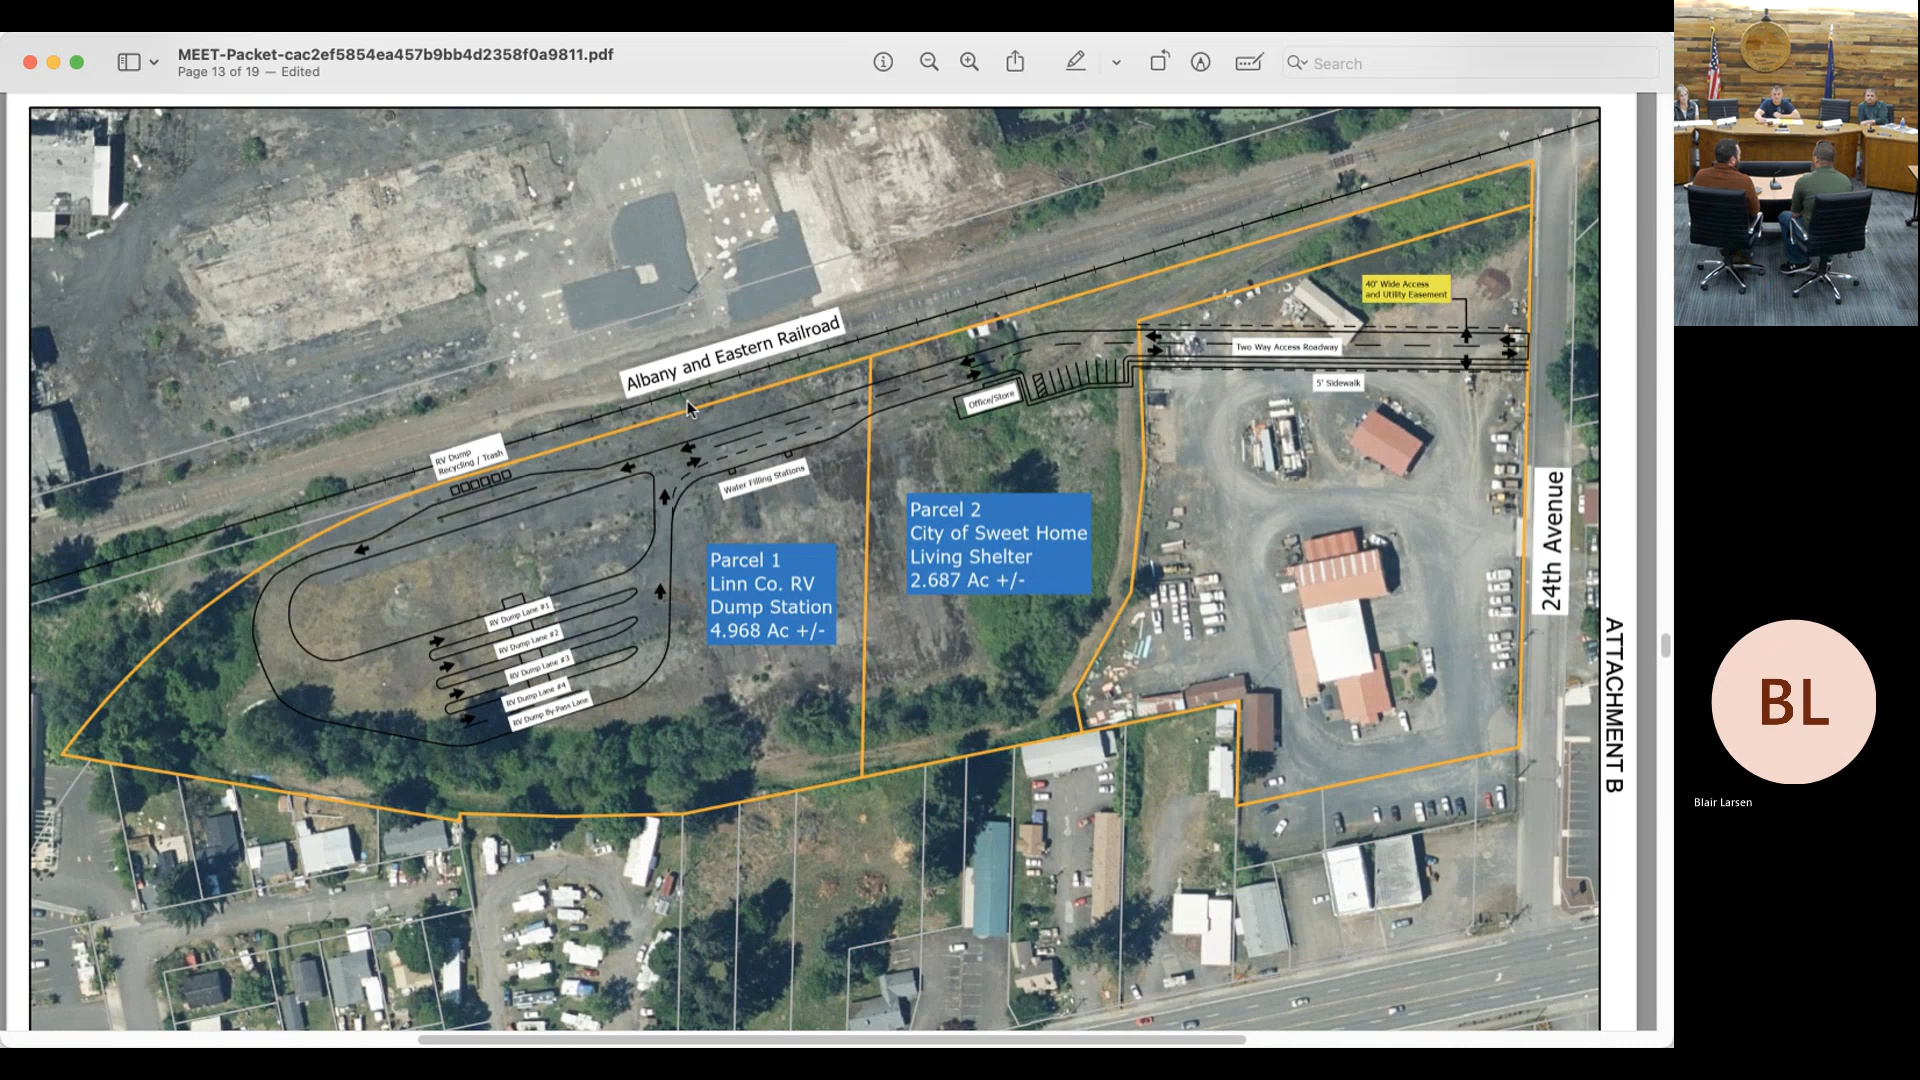 MEET-Packet-cac2ef5854ea457b9bb4d2358f0a9811.pdf
Page 13 of 19 — Edited
Search
40' Wide Access
and Utility Easement
Albany and Eastern Railroad
Two Way Access Roadway
5' Sidewalk
Office/Store
RV Dump
Recycling / Trash
Water Filling Stations
Parcel 2
City of Sweet Home
Living Shelter
2.687 Ac +/-
Parcel 1
Linn Co. RV
Dump Station
4.968 Ac +/-
24th Avenue
RV Dump Lane #1
RV Dump Lane #2
RV Dump Lane #3
RV Dump Lane #4
RV Dump By-Pass Lane
ATTACHMENT B
BL
Blair Larsen